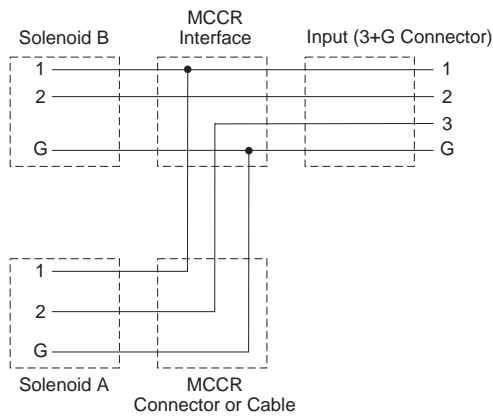 MCCR
Solenoid B
Interface
Input (3+G Connector)
1
1
2
2
3
G
G
1
2
G
Solenoid A
MCCR
Connector or Cable